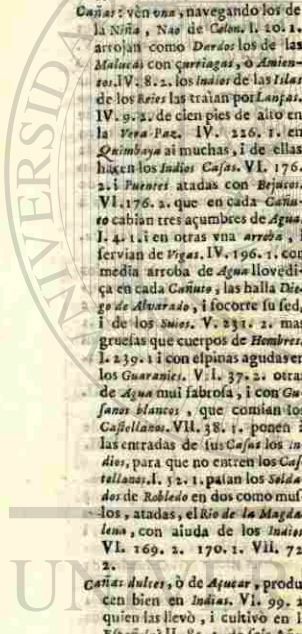 Cañas: vèn vna, navegando los de
la Niña, Nao de Colon. I. 20. 1.
arrojan como Dardos los de las
Malucas con çurriagas, ò Amien-
tos. IV. 8. 2. los Indios de las Islas
de los Reies las traìan por Lanças.
IV. 9. 2. de cien pies de alto en
la Vera-Paz. IV. 226. 1. en
Quimbaya ai muchas, i de ellas
hacen los Indios Casas. VI. 176.
2. i Puentes atadas con Bejucos.
VI. 176. 2. que en cada Cañu-
to cabian tres açumbres de Agua.
I. 4. 1. i en otras vna arroba, i
servian de Vigas. IV. 196. 1. con
media arroba de Agua llovedi-
ça en cada Cañuto, las halla Die-
go de Alvarado, i socorre su sed,
i de los Suios. V. 231. 2. mas
gruesas que cuerpos de Hombres.
I. 239. 1 i con espinas agudas en
los Guaranies. VII. 37. 2. otras
de Agua mui sabrosa, i con Gu-
sanos blancos, que comian los
Castellanos. VII. 38. 1. ponen à
las entradas de sus Casas los In-
dios, para que no entren los Cas-
tellanos. I. 52. 1. pasan los Solda-
dos de Robledo en dos como mus-
los, atadas, el Rio de la Magda-
lena, con aiuda de los Indios
VI. 169. 2. 170. 1. VII. 72
2.
Cañas dulces, ò de Açucar, produ
cen bien en Indias. VI. 99. 2
quien las llevò, i cultivò en l
UNIVER